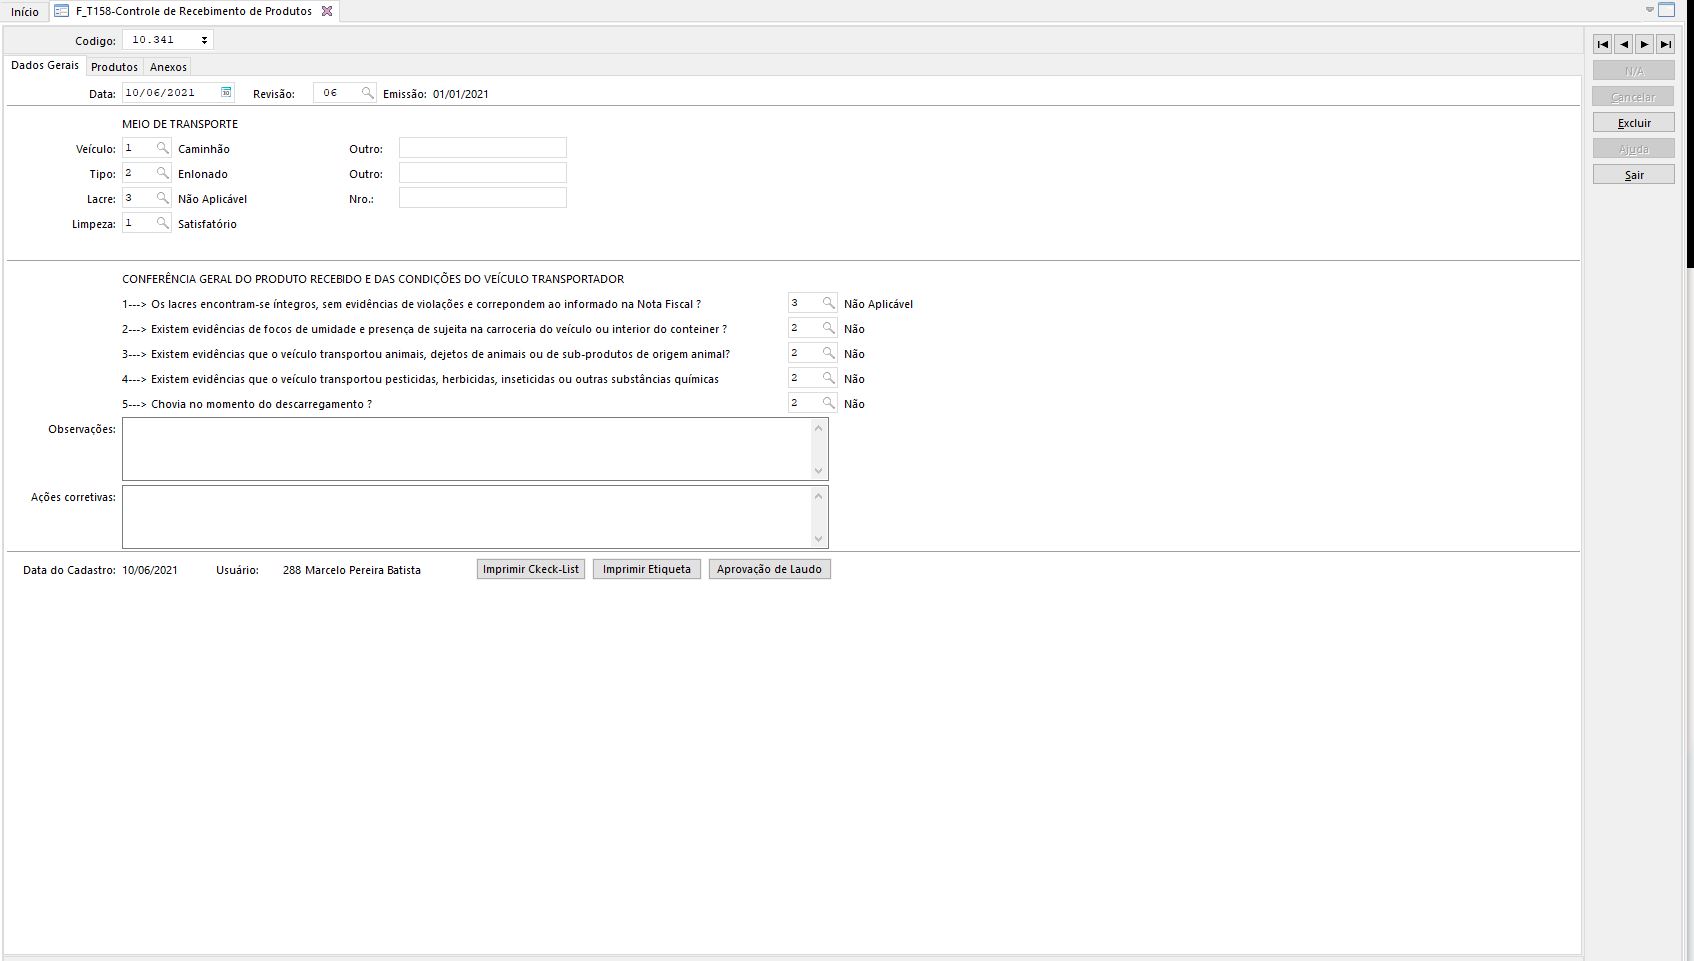 Início F_T158-Controle de Recebimento de Produtos
Codigo: 10.341
Dados Gerais Produtos Anexos
Data: 10/06/2021 Revisão: 06 Emissão: 01/01/2021
MEIO DE TRANSPORTE
Veículo: 1 Caminhão Outro:
Tipo: 2 Enlonado Outro:
Lacre: 3 Não Aplicável Nro.:
Limpeza: 1 Satisfatório
CONFERÊNCIA GERAL DO PRODUTO RECEBIDO E DAS CONDIÇÕES DO VEÍCULO TRANSPORTADOR
1---> Os lacres encontram-se íntegros, sem evidências de violações e correpondem ao informado na Nota Fiscal ? 3 Não Aplicável
2---> Existem evidências de focos de umidade e presença de sujeita na carroceria do veículo ou interior do conteiner ? 2 Não
3---> Existem evidências que o veículo transportou animais, dejetos de animais ou de sub-produtos de origem animal? 2 Não
4---> Existem evidências que o veículo transportou pesticidas, herbicidas, inseticidas ou outras substâncias químicas 2 Não
5---> Chovia no momento do descarregamento ? 2 Não
Observações:
Ações corretivas:
Data do Cadastro: 10/06/2021 Usuário: 288 Marcelo Pereira Batista Imprimir Ckeck-List Imprimir Etiqueta Aprovação de Laudo
N/A
Cancelar
Excluir
Ajuda
Sair